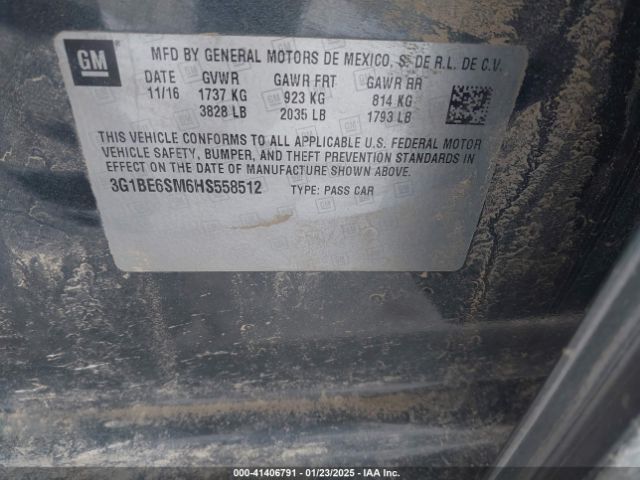 GM
MFD BY GENERAL MOTORS DE MEXICO, S. DE R.L. DE C.V.
DATE GVWR GAWR FRT GAWR RR
11/16 1737 KG 923 KG 814 KG
3828 LB 2035 LB 1793 LB
THIS VEHICLE CONFORMS TO ALL APPLICABLE U.S. FEDERAL MOTOR
VEHICLE SAFETY, BUMPER, AND THEFT PREVENTION STANDARDS IN
EFFECT ON THE DATE OF MANUFACTURE SHOWN ABOVE.
3G1BE6SM6HS558512 TYPE: PASS CAR
000-41406791 - 01/23/2025 - IAA Inc.